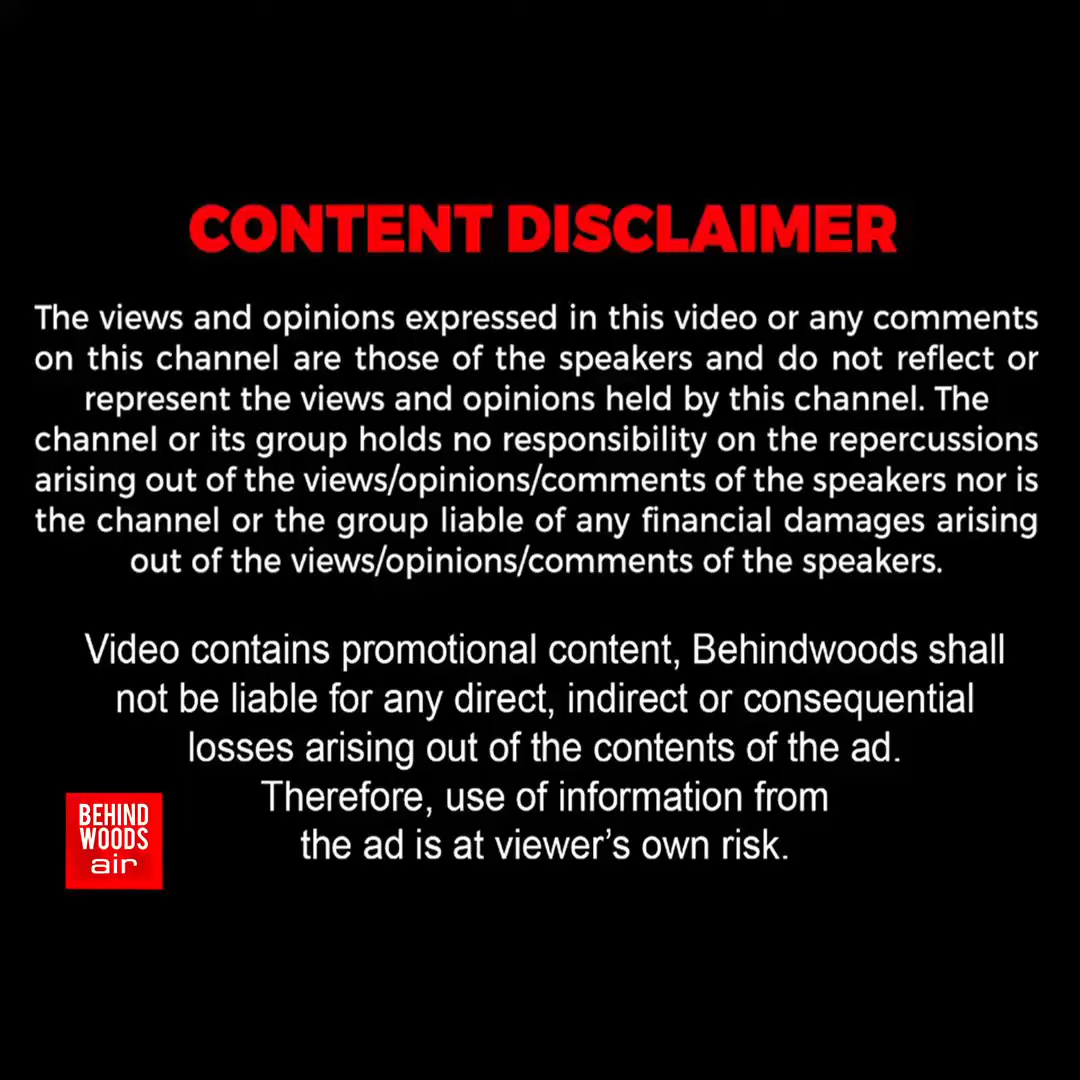 CONTENT DISCLAIMER
The views and opinions expressed in this video or any comments
on this channel are those of the speakers and do not reflect or
represent the views and opinions held by this channel. The
channel or its group holds no responsibility on the repercussions
arising out of the views/opinions/comments of the speakers nor is
the channel or the group liable of any financial damages arising
out of the views/opinions/comments of the speakers.
Video contains promotional content, Behindwoods shall
not be liable for any direct, indirect or consequential
losses arising out of the contents of the ad.
Therefore, use of information from
the ad is at viewer's own risk.
BEHIND
WOODS
air